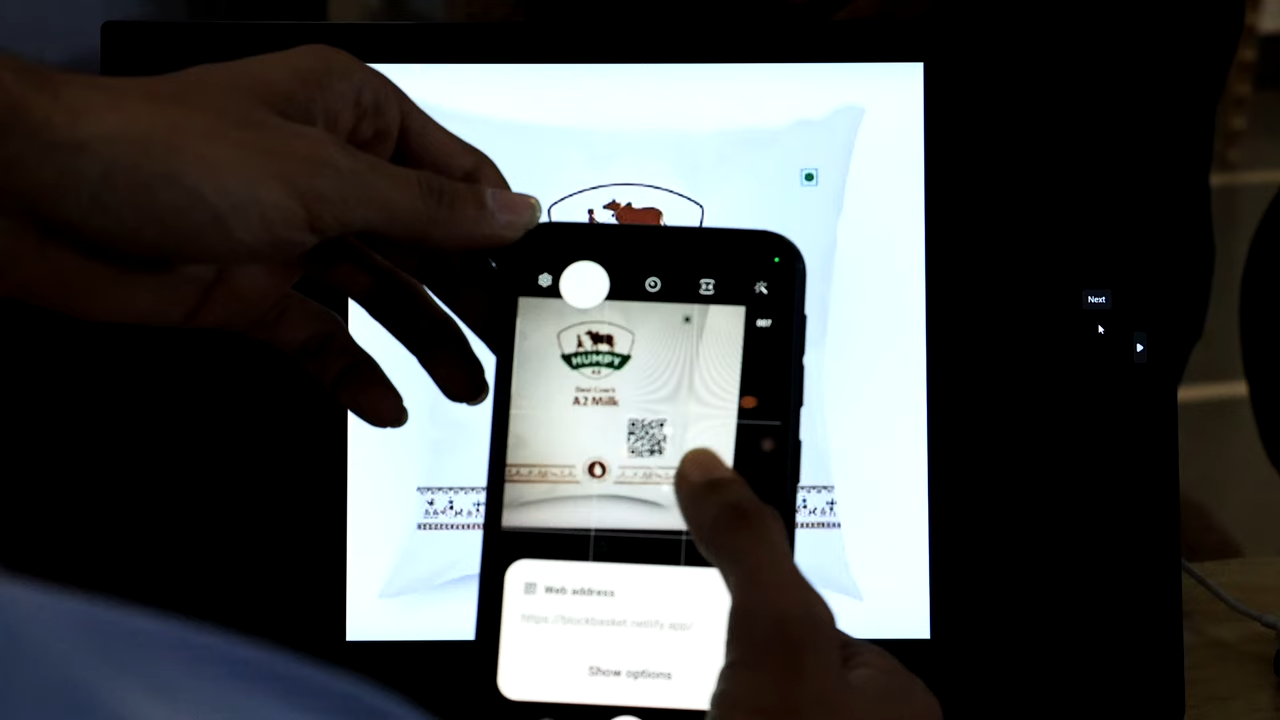 Next
HUMPY
A2
Desi Cow's
A2 Milk
Web address
https://blockbasket.netlify.app/
Show options